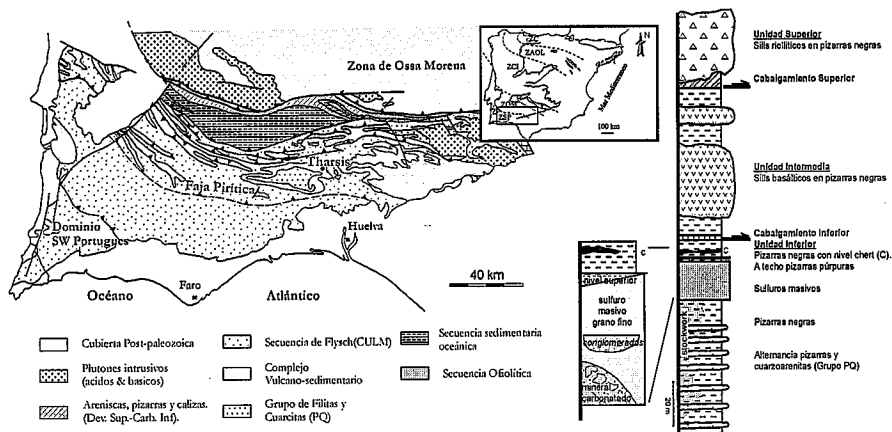 Zona de Ossa Morena
Tharsis
Faja Pirítica
Dominio
SW Portugues
Huelva
Faro
Océano
Atlántico
40 km
ZAOL
ZCI
Mar Mediterraneo
N
100 km
Cubierta Post-paleozoica
Plutones intrusivos
(acidos & basicos)
Areniscas, pizarras y calizas.
(Dev. Sup.-Carb. Inf).
Secuencia de Flysch(CULM)
Complejo
Vulcano-sedimentario
Grupo de Filitas y
Cuarcitas (PQ)
Secuencia sedimentaria
oceánica
Secuencia Ofiolítica
C
nivel superior
sulfuro
masivo
grano fino
conglomerados
mineral
carbonatado
C
stockwork
20 m
Unidad Superior
Sills riolíticos en pizarras negras
Cabalgamiento Superior
Unidad Intermedia
Sills basálticos en pizarras negras
Cabalgamiento Inferior
Unidad Inferior
Pizarras negras con nivel chert (C).
A techo pizarras púrpuras
Sulfuros masivos
Pizarras negras
Alternancia pizarras y
cuarzoarenitas (Grupo PQ)